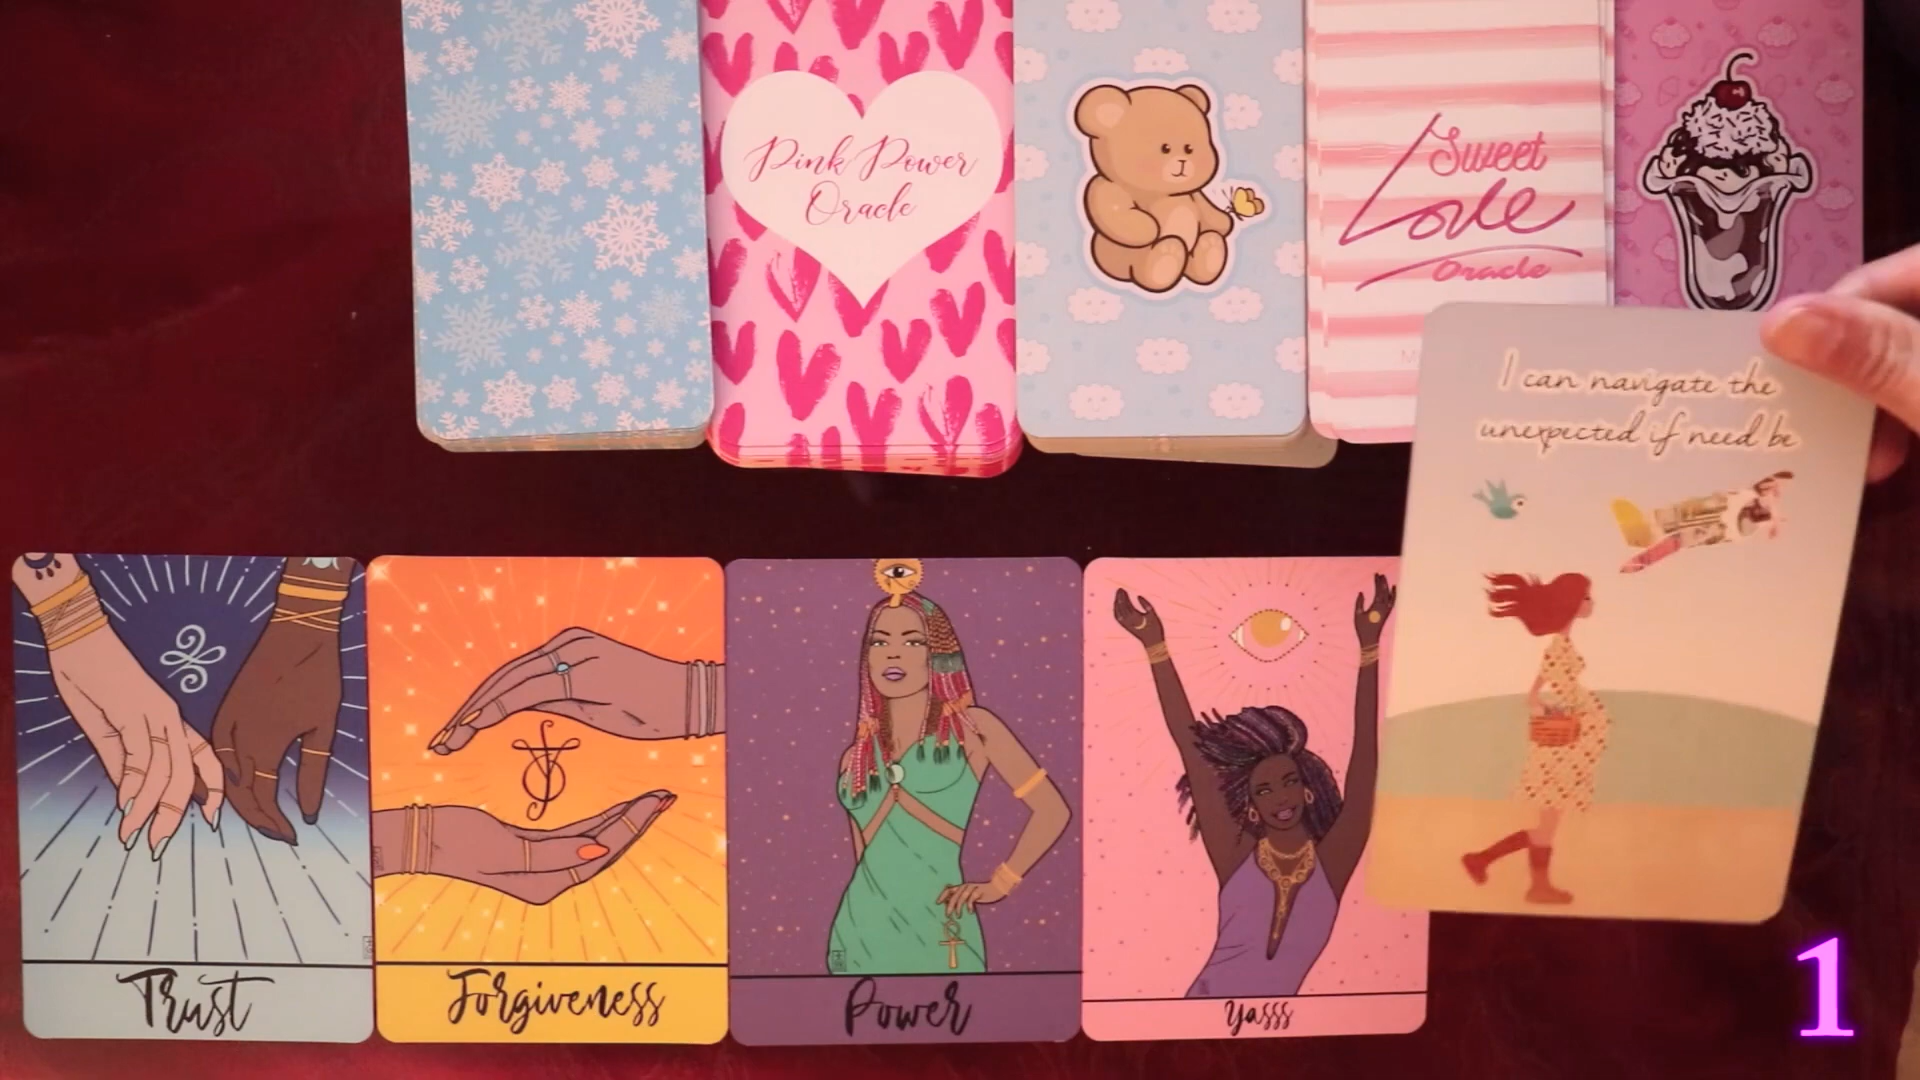 Pink Power
Oracle
Sweet
Love
Oracle
I can navigate the
unexpected if need be
Trust
Forgiveness
Power
Yasss
1